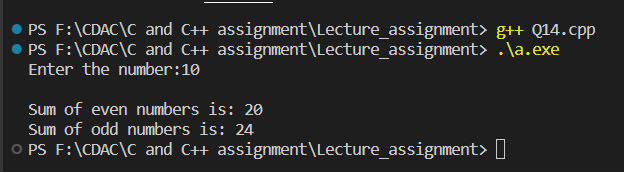 PS F:\CDAC\C and C++ assignment\Lecture_assignment> g++ Q14.cpp
PS F:\CDAC\C and C++ assignment\Lecture_assignment> .\a.exe
Enter the number:10
Sum of even numbers is: 20
Sum of odd numbers is: 24
PS F:\CDAC\C and C++ assignment\Lecture_assignment>